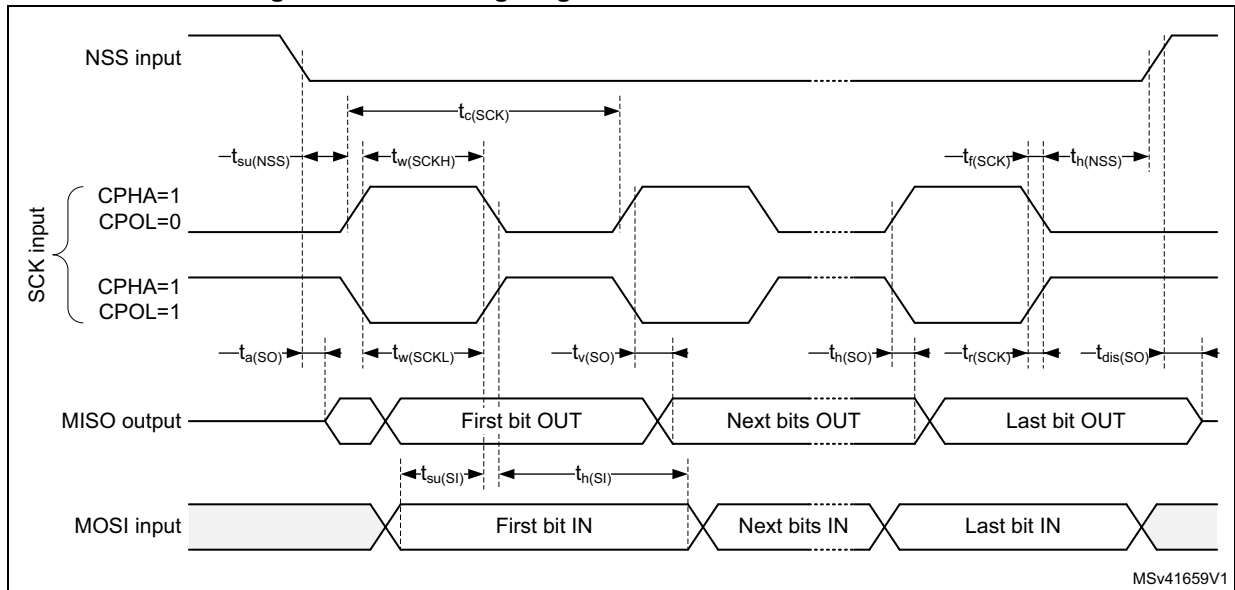 NSS input
tc(SCK)
tsu(NSS)
tw(SCKH)
tf(SCK)
th(NSS)
SCK input
CPHA=1
CPOL=0
CPHA=1
CPOL=1
ta(SO)
tw(SCKL)
tv(SO)
th(SO)
tr(SCK)
tdis(SO)
MISO output
First bit OUT
Next bits OUT
Last bit OUT
tsu(SI)
th(SI)
MOSI input
First bit IN
Next bits IN
Last bit IN
MSv41659V1